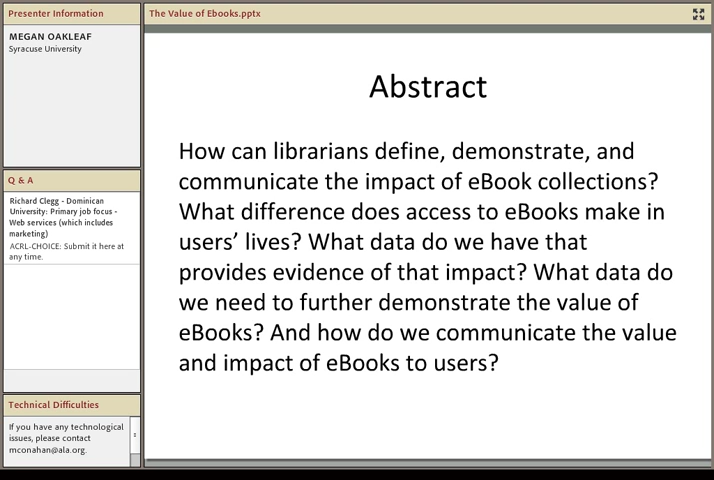 Presenter Information
MEGAN OAKLEAF
Syracuse University
Q & A
Richard Clegg - Dominican
University: Primary job focus -
Web services (which includes
marketing)
ACRL-CHOICE: Submit it here at
any time.
Technical Difficulties
If you have any technological
issues, please contact
mconahan@ala.org.
The Value of Ebooks.pptx
Abstract
How can librarians define, demonstrate, and
communicate the impact of eBook collections?
What difference does access to eBooks make in
users’ lives? What data do we have that
provides evidence of that impact? What data do
we need to further demonstrate the value of
eBooks? And how do we communicate the value
and impact of eBooks to users?